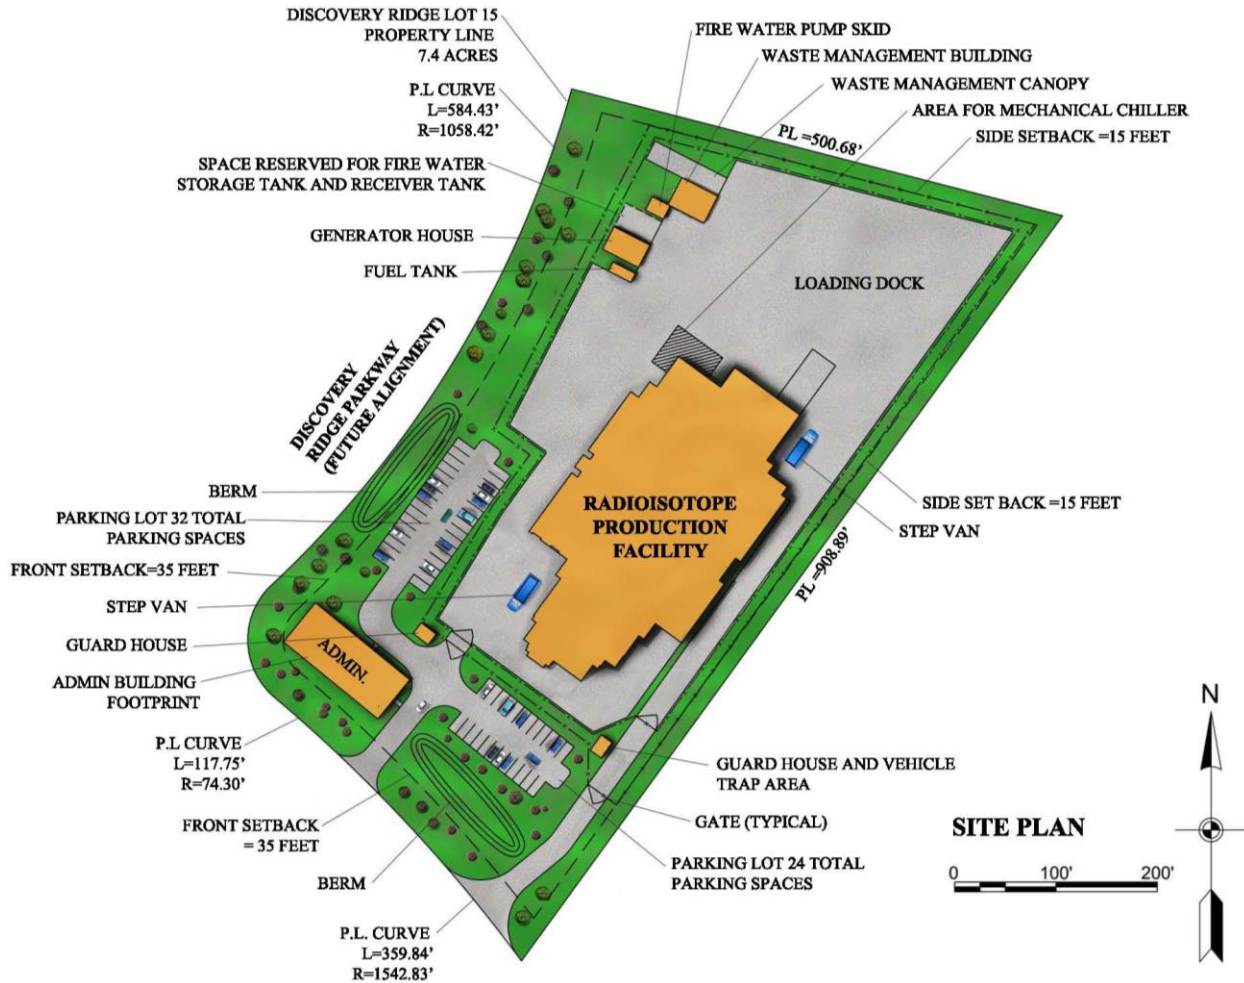 DISCOVERY RIDGE LOT 15
PROPERTY LINE
7.4 ACRES
P.L CURVE
L=584.43'
R=1058.42'
SPACE RESERVED FOR FIRE WATER
STORAGE TANK AND RECEIVER TANK
GENERATOR HOUSE
FUEL TANK
FIRE WATER PUMP SKID
WASTE MANAGEMENT BUILDING
WASTE MANAGEMENT CANOPY
AREA FOR MECHANICAL CHILLER
SIDE SETBACK =15 FEET
PL =500.68'
LOADING DOCK
DISCOVERY
RIDGE PARKWAY
(FUTURE ALIGNMENT)
BERM
PARKING LOT 32 TOTAL
PARKING SPACES
FRONT SETBACK=35 FEET
STEP VAN
GUARD HOUSE
ADMIN BUILDING
FOOTPRINT
ADMIN.
RADIOISOTOPE
PRODUCTION
FACILITY
SIDE SET BACK =15 FEET
STEP VAN
PL =908.89'
P.L CURVE
L=117.75'
R=74.30'
FRONT SETBACK
= 35 FEET
BERM
P.L. CURVE
L=359.84'
R=1542.83'
GUARD HOUSE AND VEHICLE
TRAP AREA
GATE (TYPICAL)
PARKING LOT 24 TOTAL
PARKING SPACES
SITE PLAN
0 100' 200'
N